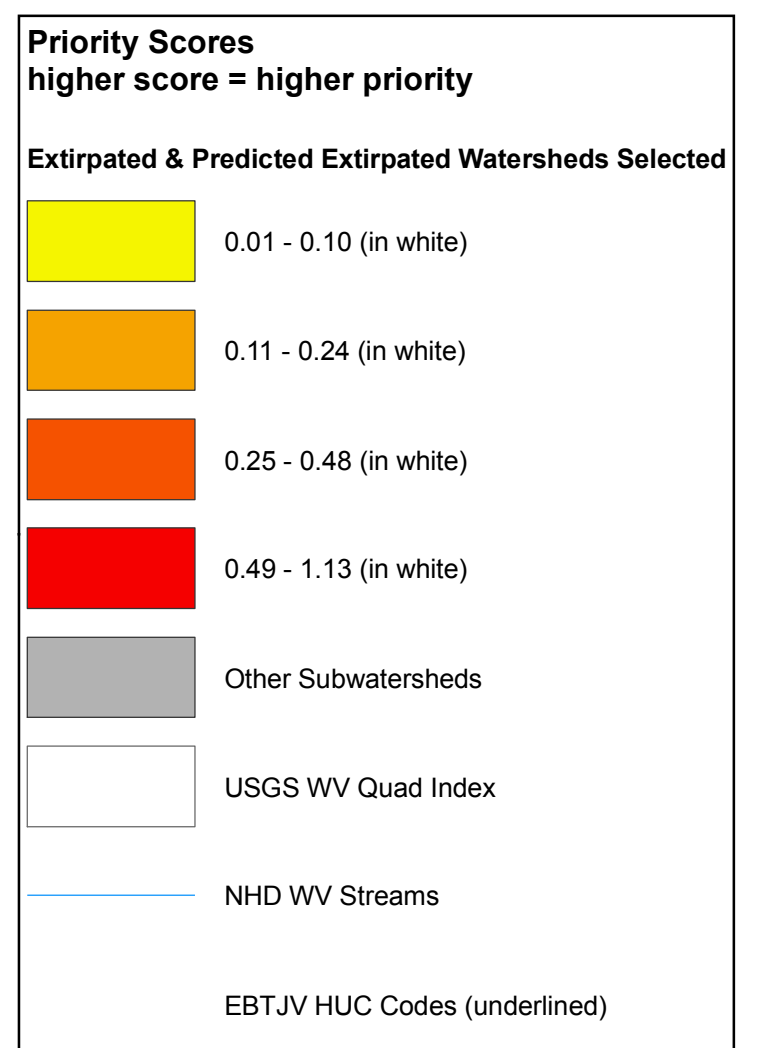 Priority Scores
higher score = higher priority
Extirpated & Predicted Extirpated Watersheds Selected
0.01 - 0.10 (in white)
0.11 - 0.24 (in white)
0.25 - 0.48 (in white)
0.49 - 1.13 (in white)
Other Subwatersheds
USGS WV Quad Index
NHD WV Streams
EBTJV HUC Codes (underlined)